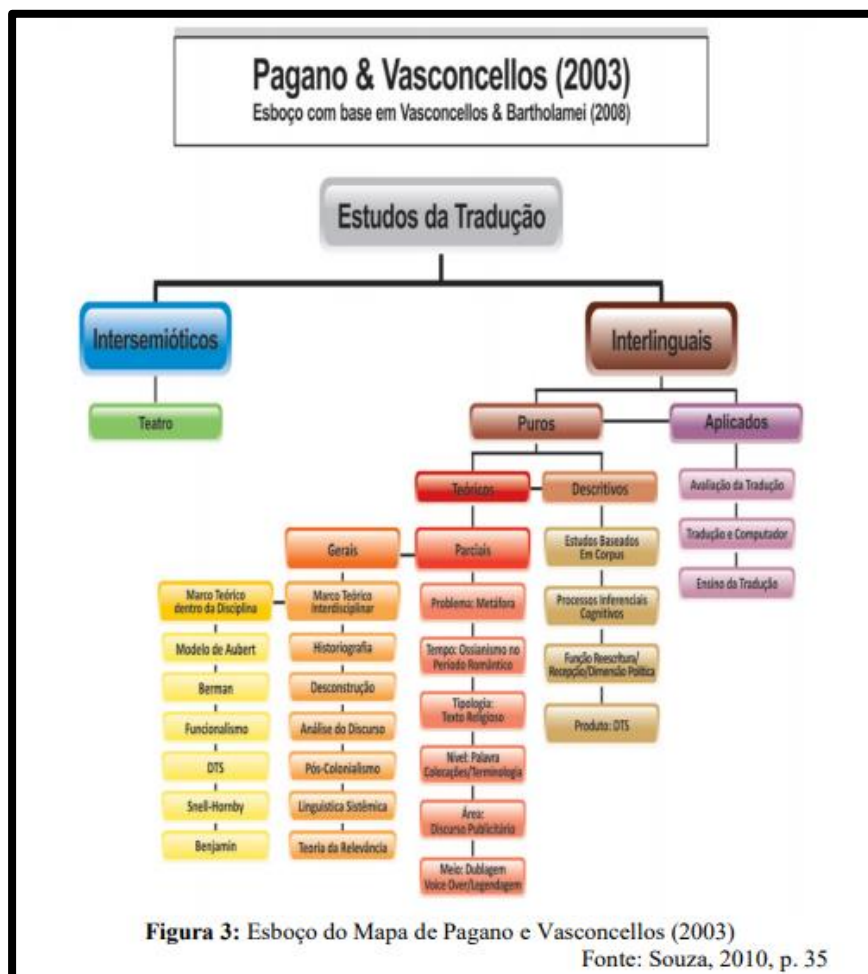 Pagano & Vasconcellos (2003)
Esboço com base em Vasconcellos & Bartholamei (2008)
Estudos da Tradução
Intersemióticos
Interlinguais
Teatro
Puros
Aplicados
Teóricos
Descritivos
Avaliação da Tradução
Estudos Baseados
Em Corpus
Tradução e Computador
Gerais
Parciais
Ensino da Tradução
Marco Teórico
dentro da Disciplina
Marco Teórico
Interdisciplinar
Problema: Metáfora
Processos Inferenciais
Cognitivos
Modelo de Aubert
Historiografia
Tempo: Ossianismo no
Período Romântico
Função Reescritura/
Recepção/Dimensão Política
Berman
Desconstrução
Tipologia:
Texto Religioso
Produto: DTS
Funcionalismo
Análise do Discurso
Nível: Palavra
Colocações/Terminologia
DTS
Pós-Colonialismo
Área:
Discurso Publicitário
Snell-Hornby
Linguistica Sistêmica
Benjamin
Teoria da Relevância
Meio: Dublagem
Voice Over/Legendagem
Figura 3: Esboço do Mapa de Pagano e Vasconcellos (2003)
Fonte: Souza, 2010, p. 35